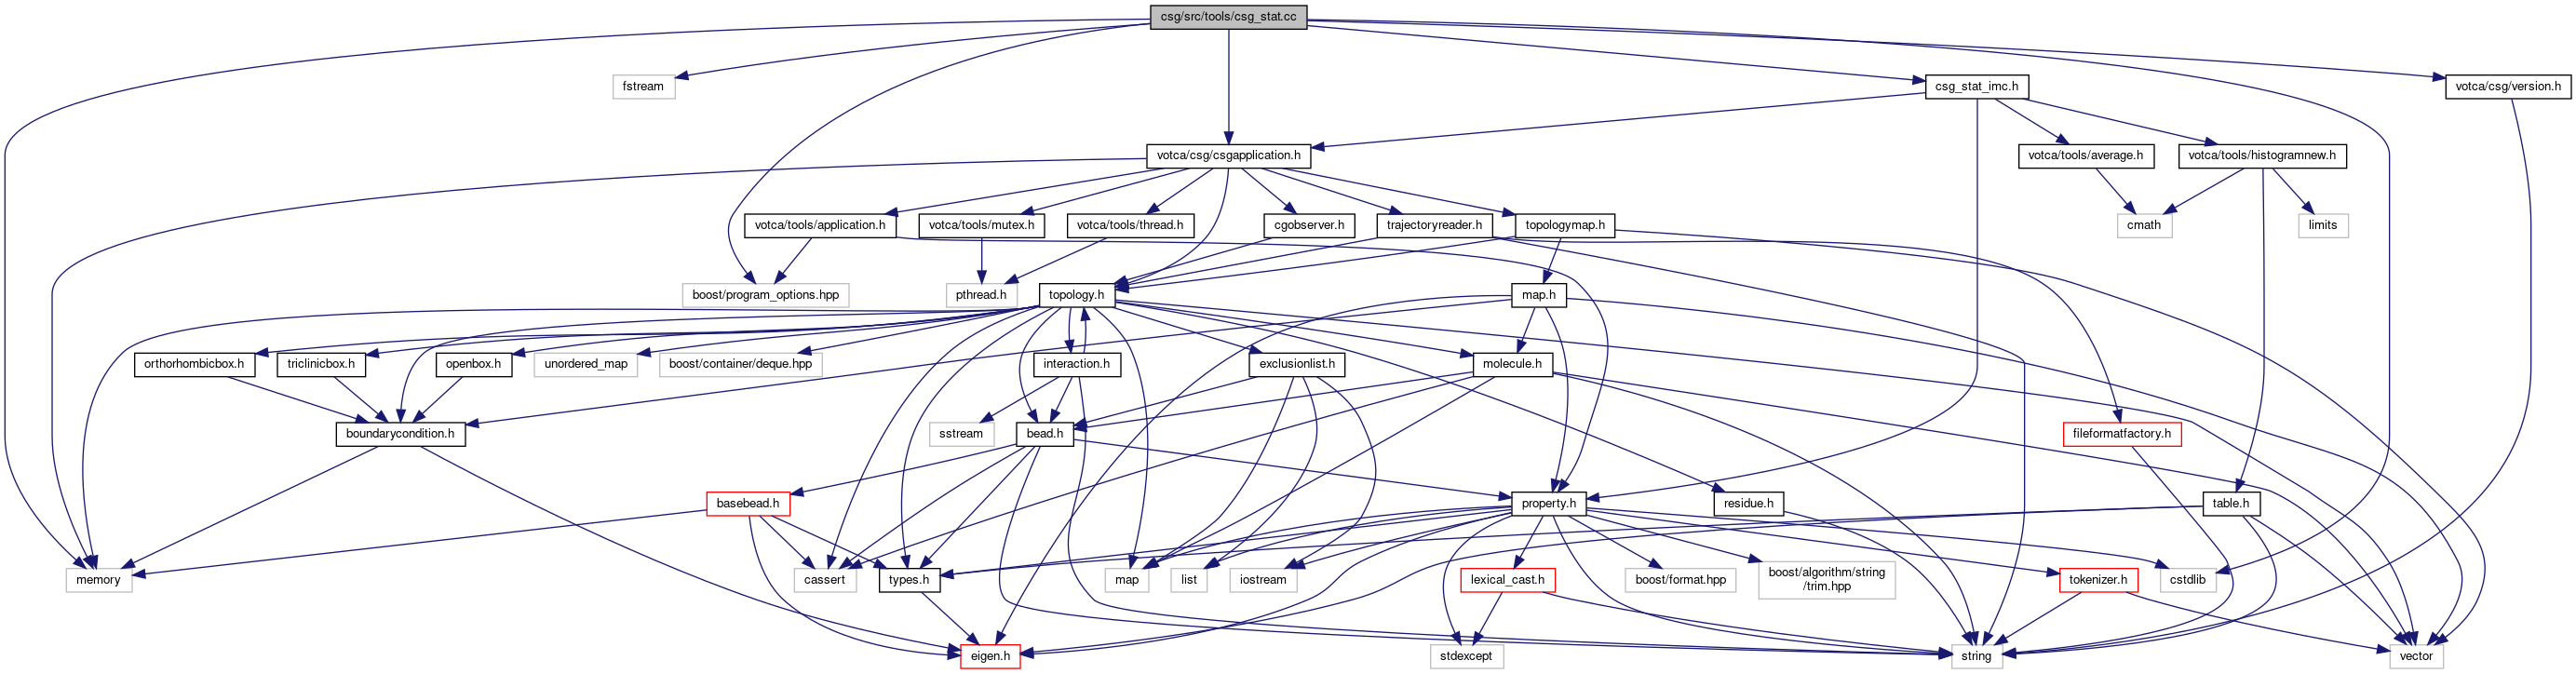 csg/src/tools/csg_stat.cc
fstream
csg_stat_imc.h
votca/csg/version.h
votca/csg/csgapplication.h
votca/tools/average.h
votca/tools/histogramnew.h
votca/tools/application.h
votca/tools/mutex.h
votca/tools/thread.h
cgobserver.h
trajectoryreader.h
topologymap.h
cmath
limits
boost/program_options.hpp
pthread.h
topology.h
map.h
orthorhombicbox.h
triclinicbox.h
openbox.h
unordered_map
boost/container/deque.hpp
interaction.h
exclusionlist.h
molecule.h
boundarycondition.h
sstream
bead.h
fileformatfactory.h
basebead.h
property.h
residue.h
table.h
memory
cassert
types.h
map
list
iostream
lexical_cast.h
boost/format.hpp
boost/algorithm/string
/trim.hpp
tokenizer.h
cstdlib
eigen.h
stdexcept
string
vector